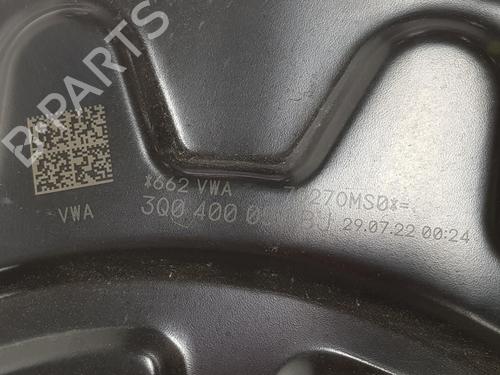 B-PARTS
*662 VWA 270MS0*=
VWA 3Q0 400 BJ 29.07.22 00:24